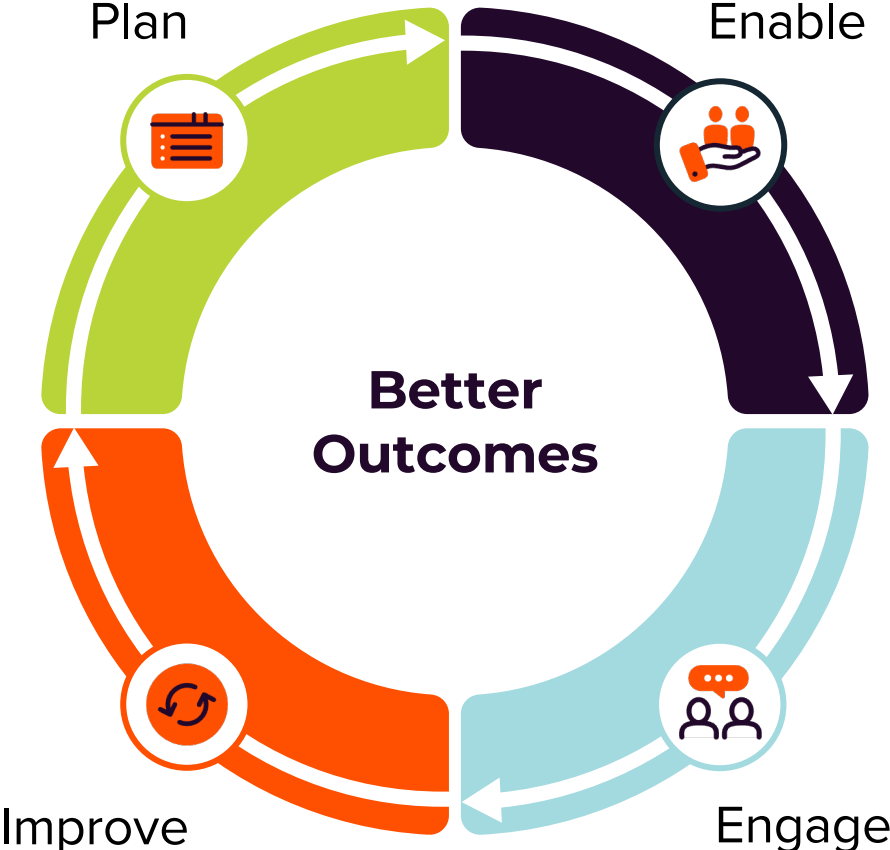 Plan
Enable
Better
Outcomes
Improve
Engage